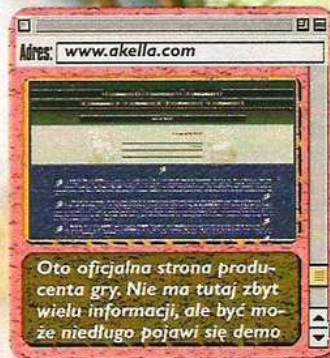 Adres: www.akella.com
Oto oficjalna strona produ-
centa gry. Nie ma tutaj zbyt
wielu informacji, ale być mo-
że niedługo pojawi się demo